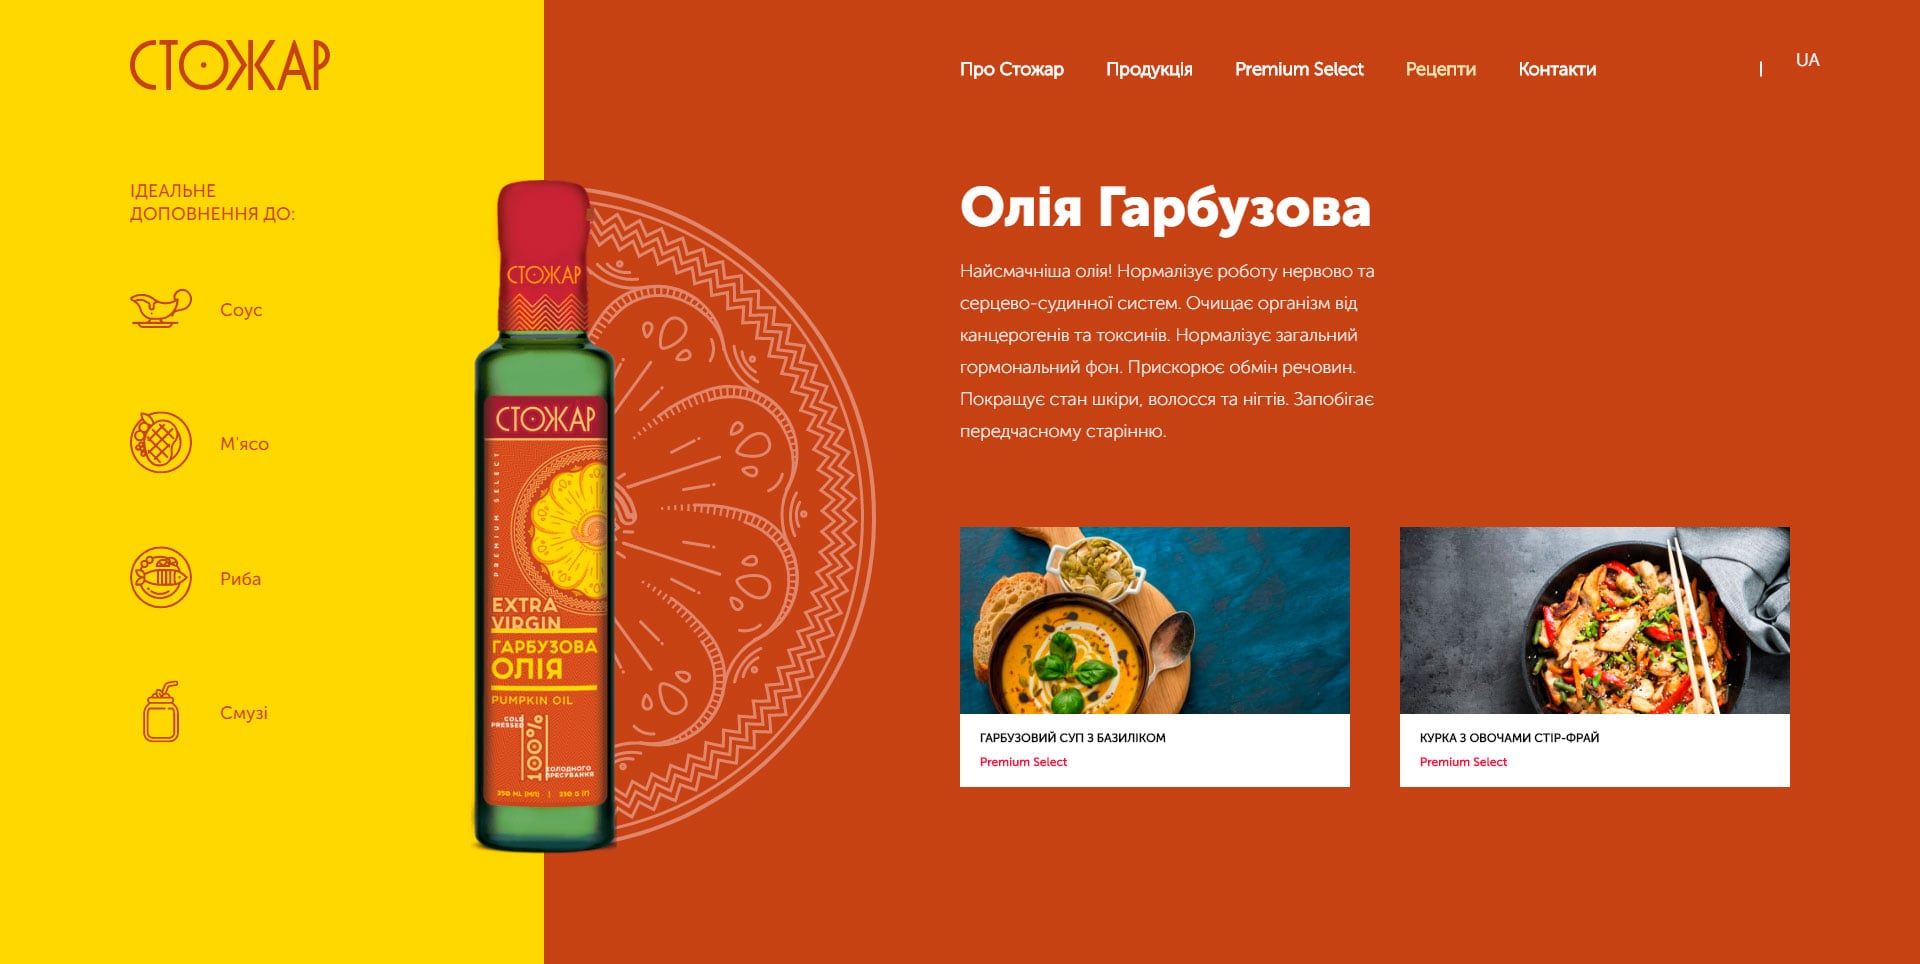 СТОЖАР
Про Стожар
Продукція
Premium Select
Рецепти
Контакти
|
UA
ІДЕАЛЬНЕ
ДОПОВНЕННЯ ДО:
Соус
М'ясо
Риба
Смузі
СТОЖАР
СТОЖАР
PREMIUM SELECT
EXTRA
VIRGIN
ГАРБУЗОВА
ОЛІЯ
PUMPKIN OIL
COLD
PRESSED
100%
ХОЛОДНОГО
ПРЕСУВАННЯ
250 ML (МЛ) | 230 G (Г)
Олія Гарбузова
Найсмачніша олія! Нормалізує роботу нервово та
серцево-судинної систем. Очищає організм від
канцерогенів та токсинів. Нормалізує загальний
гормональний фон. Прискорює обмін речовин.
Покращує стан шкіри, волосся та нігтів. Запобігає
передчасному старінню.
ГАРБУЗОВИЙ СУП З БАЗИЛІКОМ
Premium Select
КУРКА З ОВОЧАМИ СТІР-ФРАЙ
Premium Select